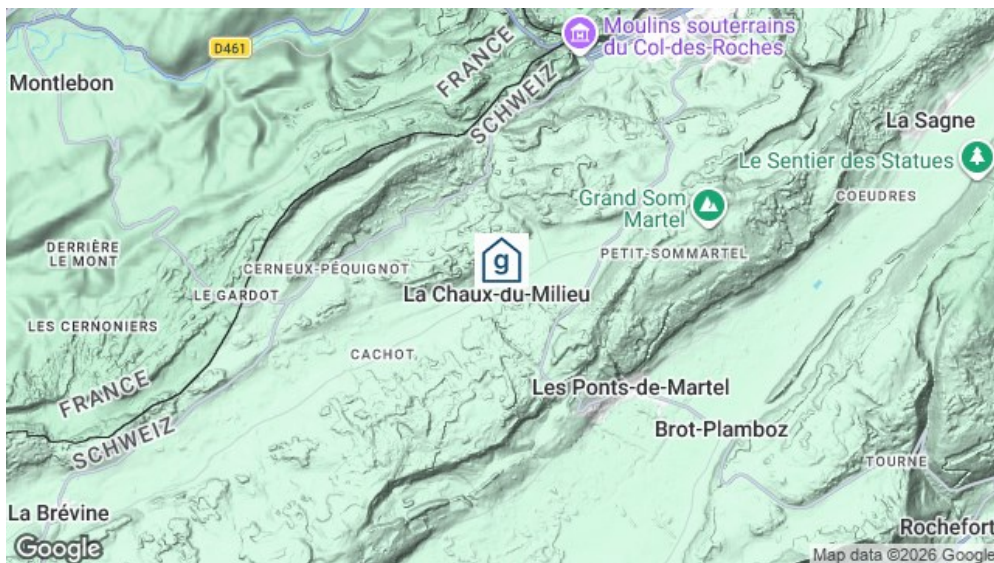 Moulins souterrains
du Col-des-Roches
D461
FRANCE
Montlebon
SCHWEIZ
La Sagne
Le Sentier des Statues
COEUDRES
Grand Som
Martel
DERRIÈRE
LE MONT
PETIT-SOMMARTEL
g
CERNEUX-PÉQUIGNOT
LE GARDOT
La Chaux-du-Milieu
LES CERNONIERS
CACHOT
FRANCE
SCHWEIZ
Les Ponts-de-Martel
Brot-Plamboz
TOURNE
La Brévine
Rochefort
Google
Map data ©2026 Google